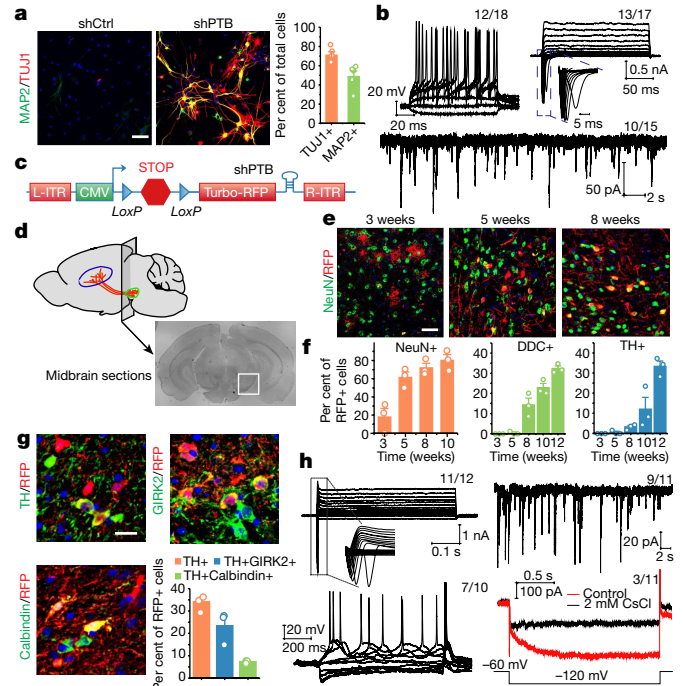 a
shCtrl
shPTB
MAP2/TUJ1
Per cent of total cells
100
80
60
40
20
0
TUJ1+
MAP2+
b
12/18
20 mV
20 ms
13/17
0.5 nA
50 ms
5 ms
10/15
50 pA
2 s
c
STOP
shPTB
L-ITR
CMV
Turbo-RFP
R-ITR
LoxP
LoxP
d
Midbrain sections
e
3 weeks
5 weeks
8 weeks
NeuN/RFP
f
Per cent of
RFP+ cells
NeuN+
80
60
40
20
0
3
5
8
10
Time (weeks)
DDC+
40
30
20
10
0
3
5
8
10
12
Time (weeks)
TH+
40
30
20
10
0
3
5
8
10
12
Time (weeks)
g
TH/RFP
GIRK2/RFP
Calbindin/RFP
TH+
TH+GIRK2+
TH+Calbindin+
Per cent of RFP+ cells
40
30
20
10
0
h
11/12
1 nA
0.1 s
9/11
20 pA
2 s
7/10
20 mV
200 ms
3/11
0.5 s
100 pA
Control
2 mM CsCl
−60 mV
−120 mV